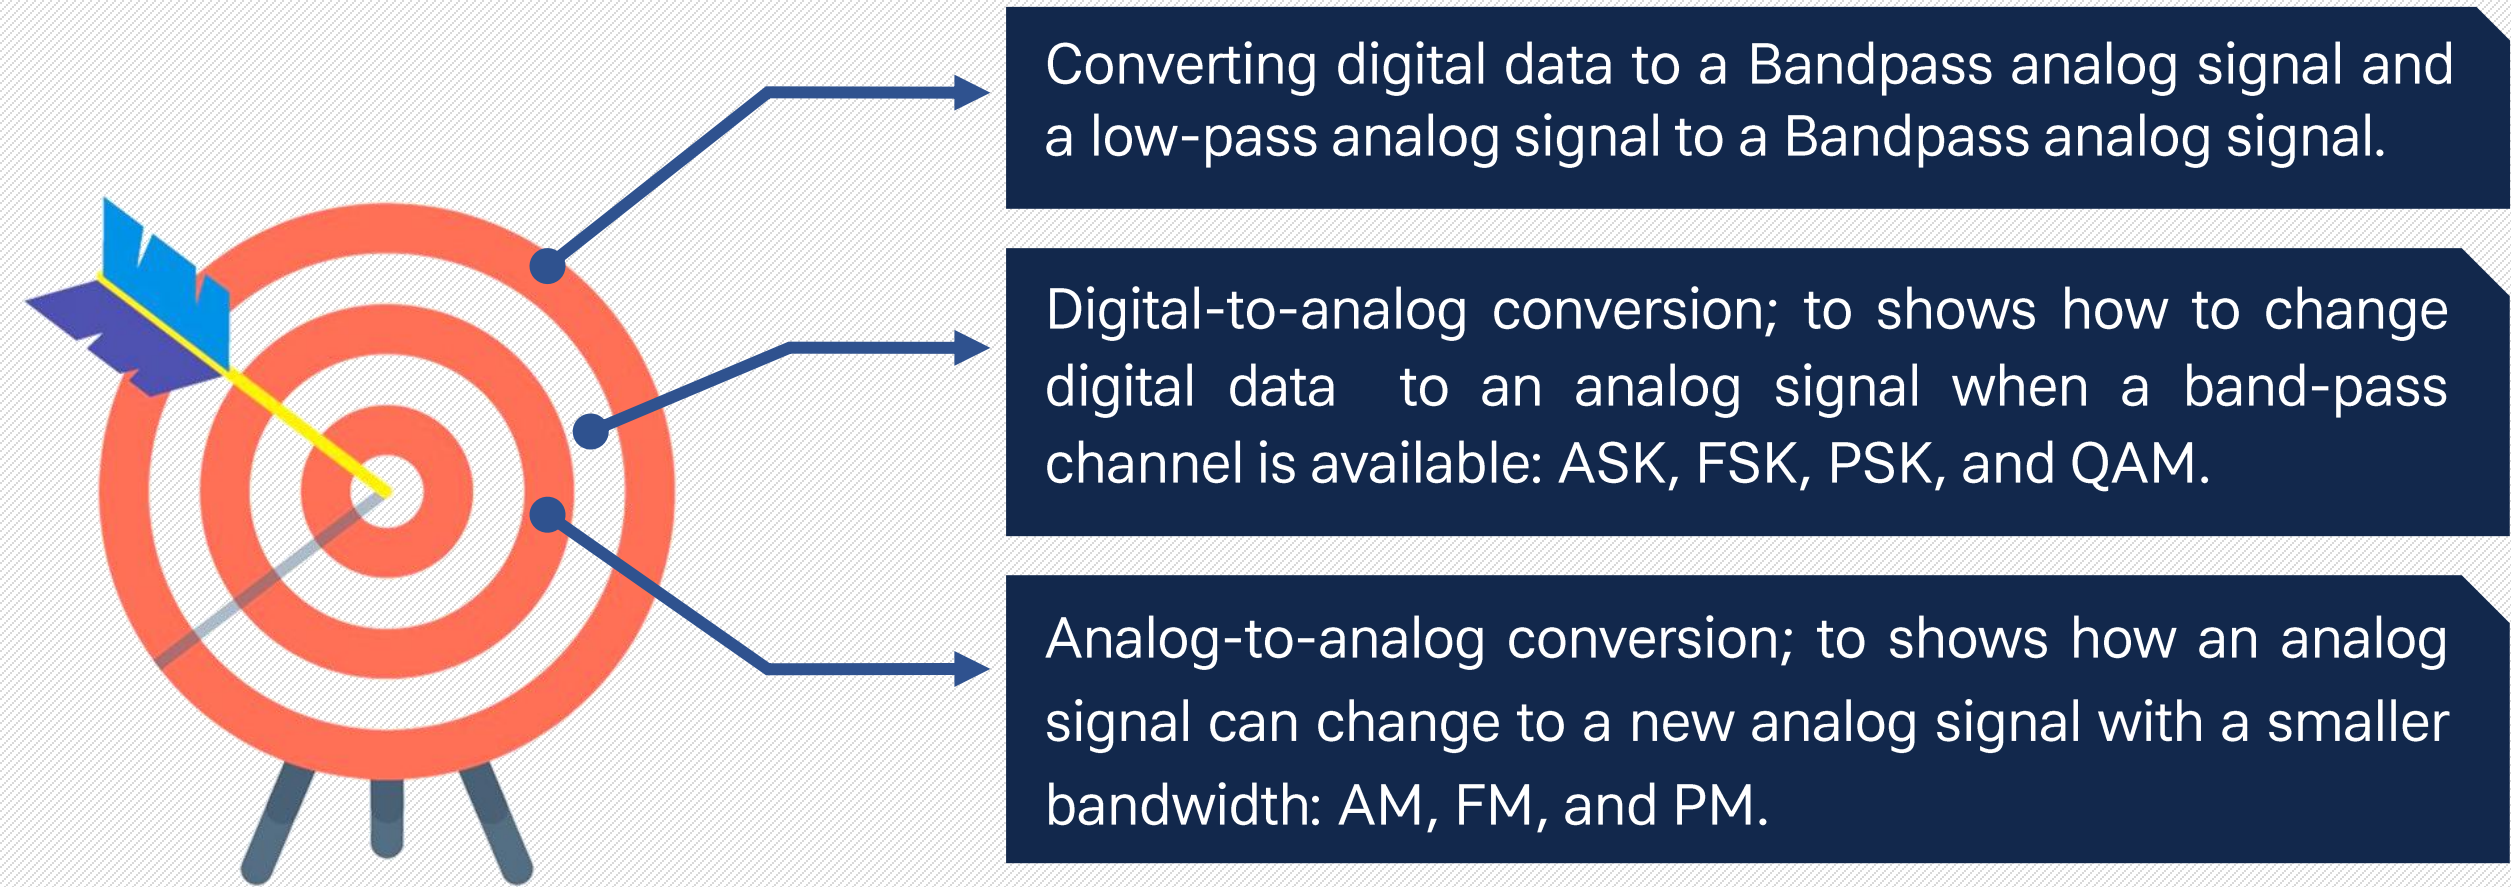 Converting digital data to a Bandpass analog signal and
a low-pass analog signal to a Bandpass analog signal.
Digital-to-analog conversion; to shows how to change
digital data to an analog signal when a band-pass
channel is available: ASK, FSK, PSK, and QAM.
Analog-to-analog conversion; to shows how an analog
signal can change to a new analog signal with a smaller
bandwidth: AM, FM, and PM.